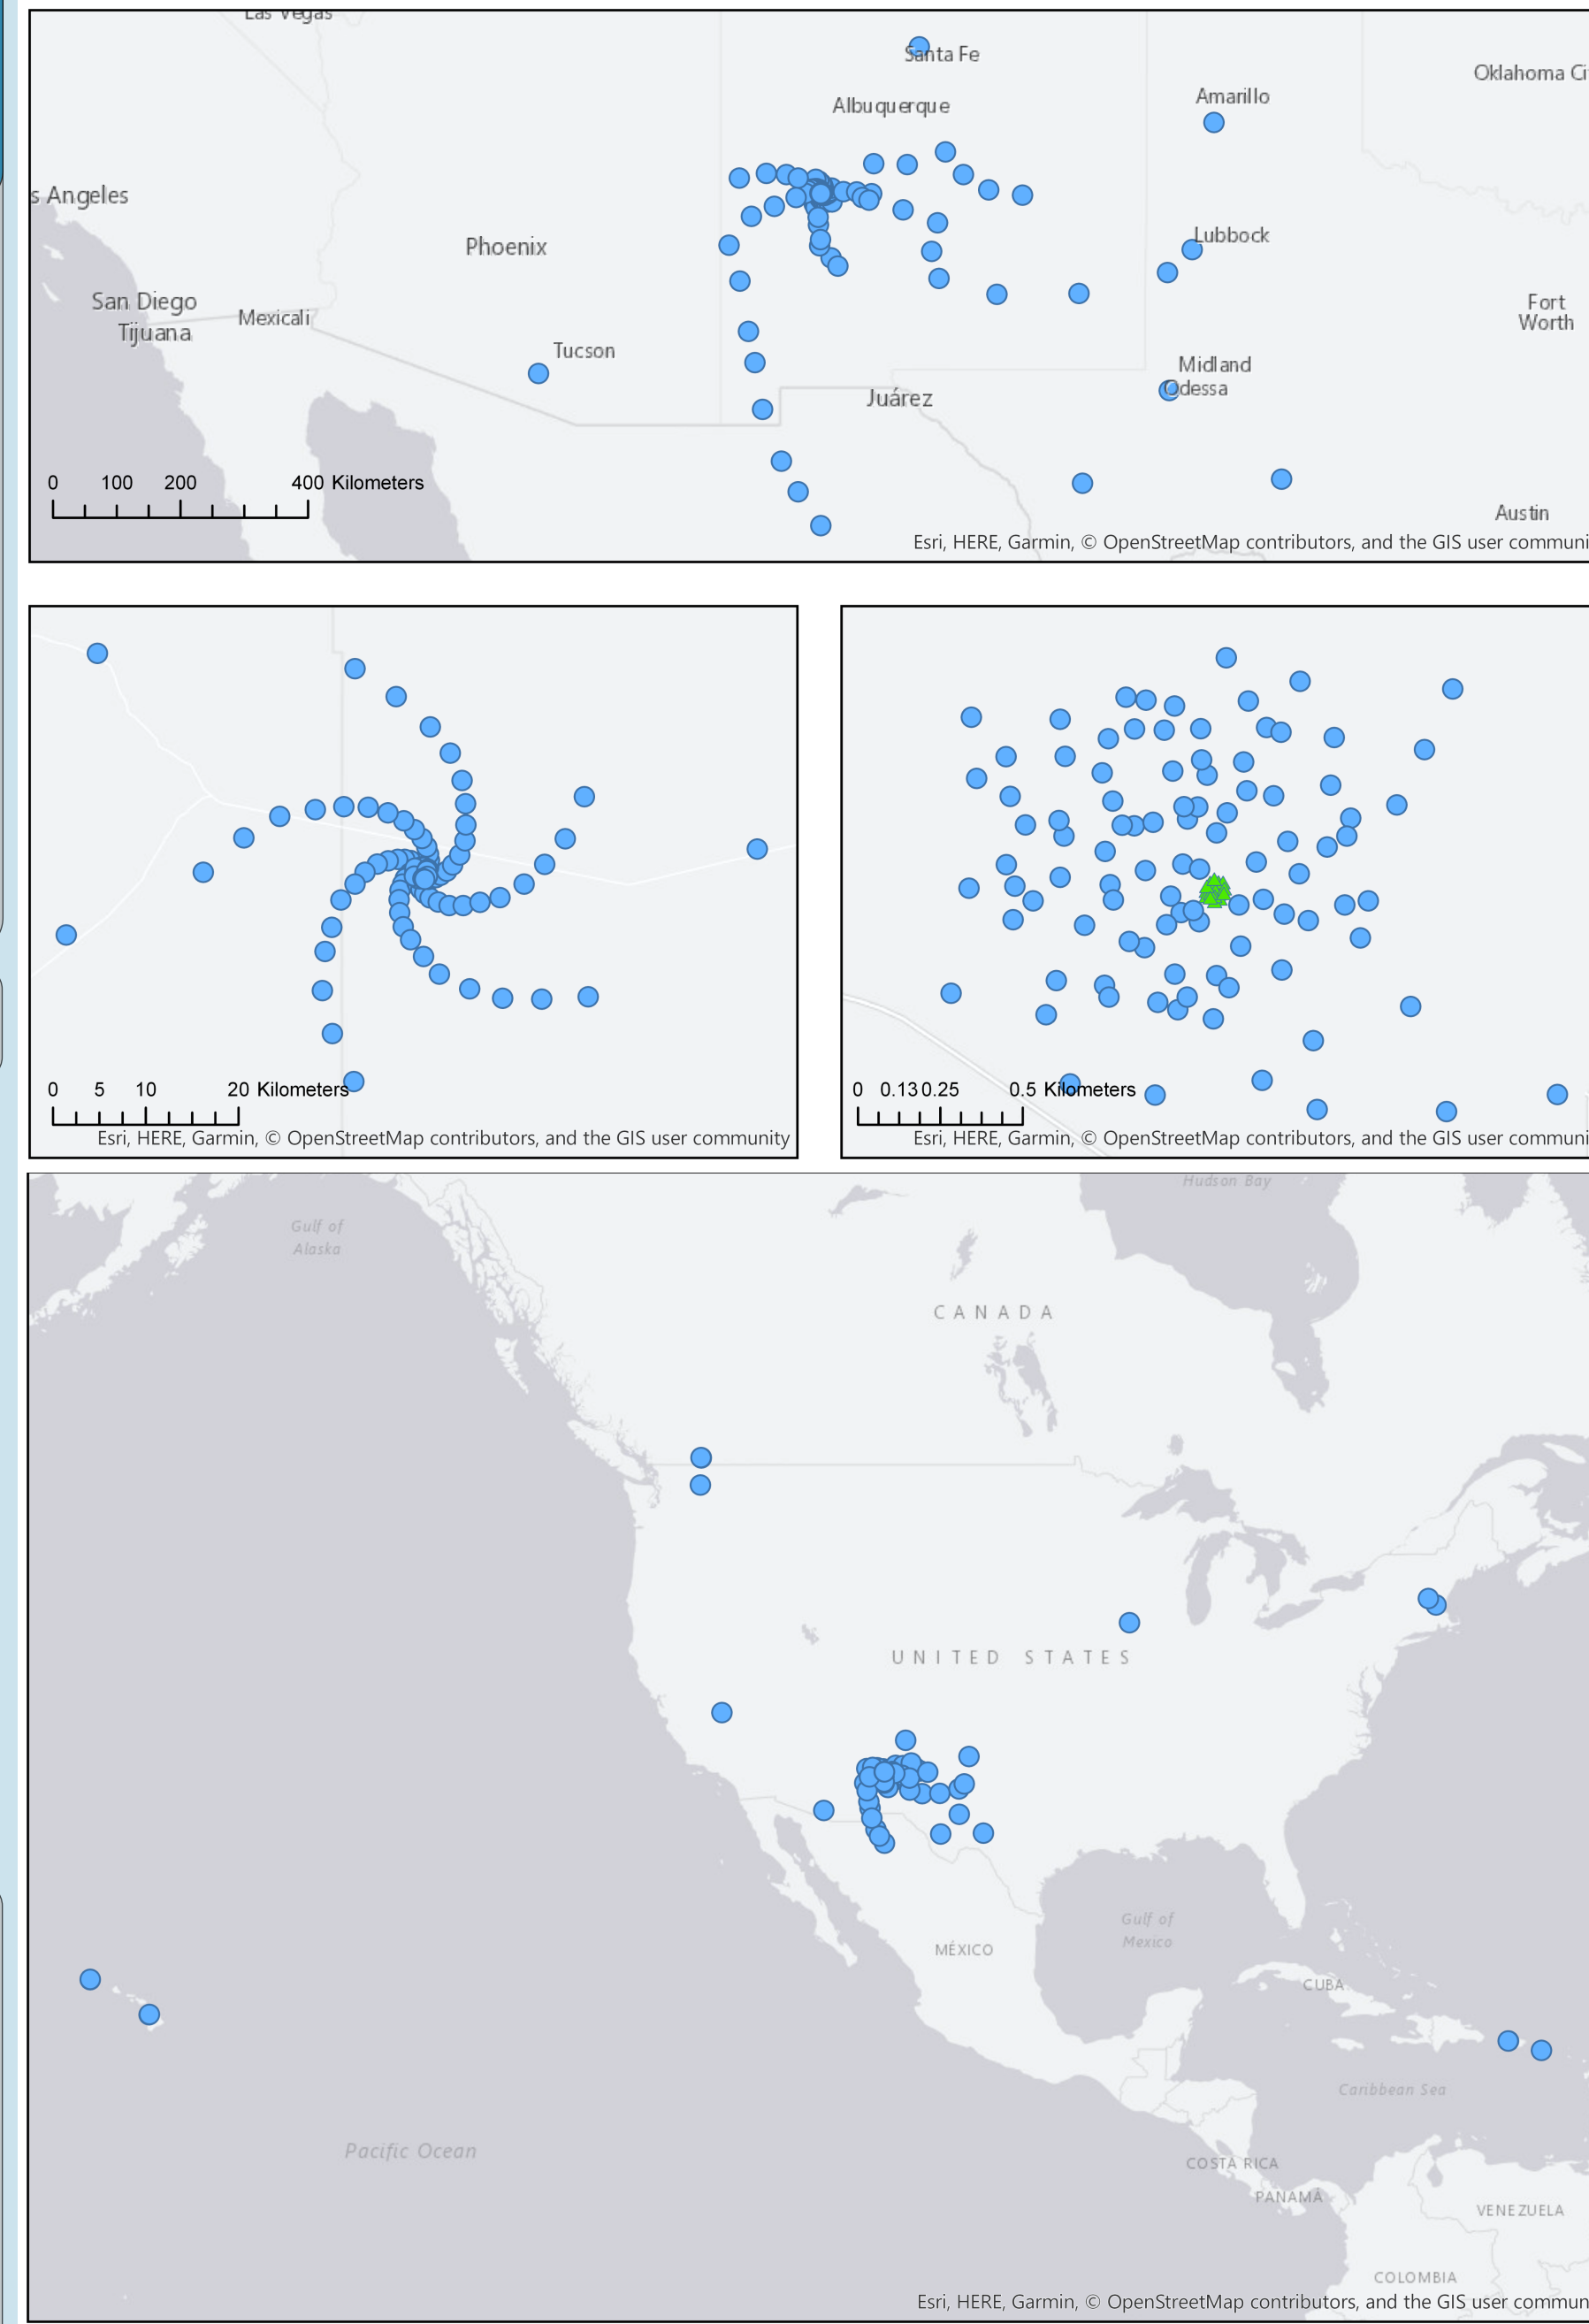 Las Vegas
Santa Fe
Oklahoma Ci
Amarillo
Albuquerque
s Angeles
Lubbock
Phoenix
San Diego
Fort
Worth
Mexicali
Tijuana
Tucson
Midland
Odessa
Juárez
0 100 200 400 Kilometers
Austin
Esri, HERE, Garmin, © OpenStreetMap contributors, and the GIS user communi
0 5 10 20 Kilometers
Esri, HERE, Garmin, © OpenStreetMap contributors, and the GIS user community
0 0.13 0.25 0.5 Kilometers
Esri, HERE, Garmin, © OpenStreetMap contributors, and the GIS user communi
Hudson Bay
Gulf of
Alaska
CANADA
UNITED STATES
Gulf of
Mexico
MÉXICO
CUBA
Caribbean Sea
Pacific Ocean
COSTA RICA
PANAMÁ
VENEZUELA
COLOMBIA
Esri, HERE, Garmin, © OpenStreetMap contributors, and the GIS user commun